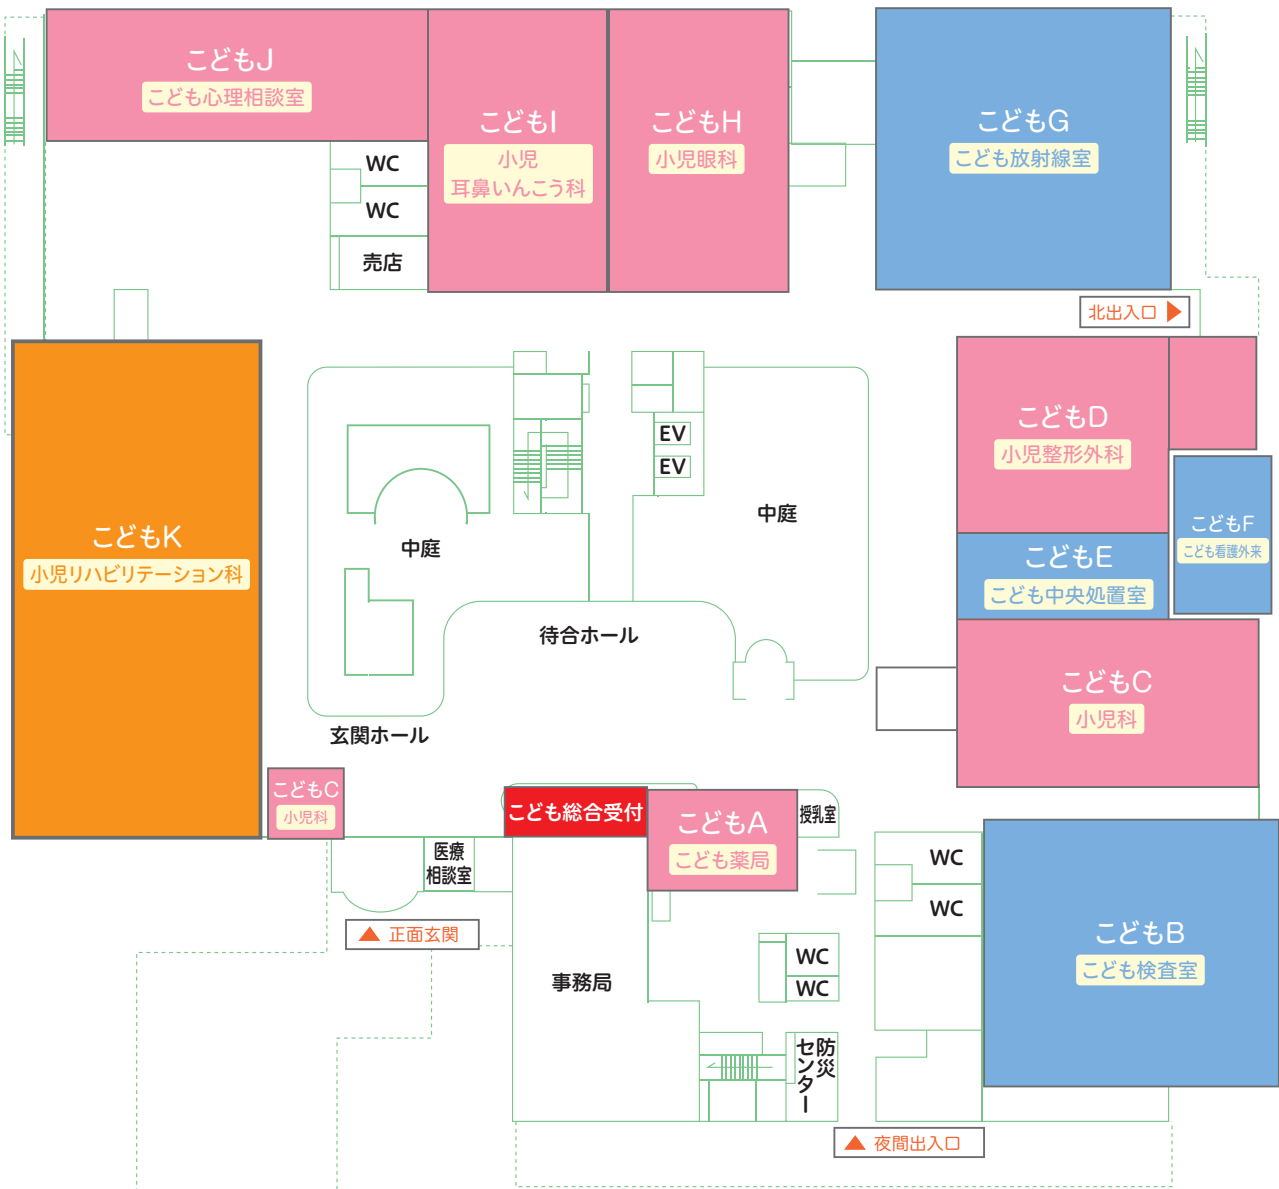 こどもJ
こども心理相談室
こどもI
小児
耳鼻いんこう科
こどもH
小児眼科
こどもG
こども放射線室
WC
WC
売店
北出入口
こどもK
小児リハビリテーション科
EV
EV
中庭
中庭
待合ホール
玄関ホール
こどもD
小児整形外科
こどもF
こども看護外来
こどもE
こども中央処置室
こどもC
小児科
こどもC
小児科
こども総合受付
こどもA
こども薬局
授乳室
医療
相談室
正面玄関
事務局
WC
WC
WC
WC
こどもB
こども検査室
防災
センター
夜間出入口